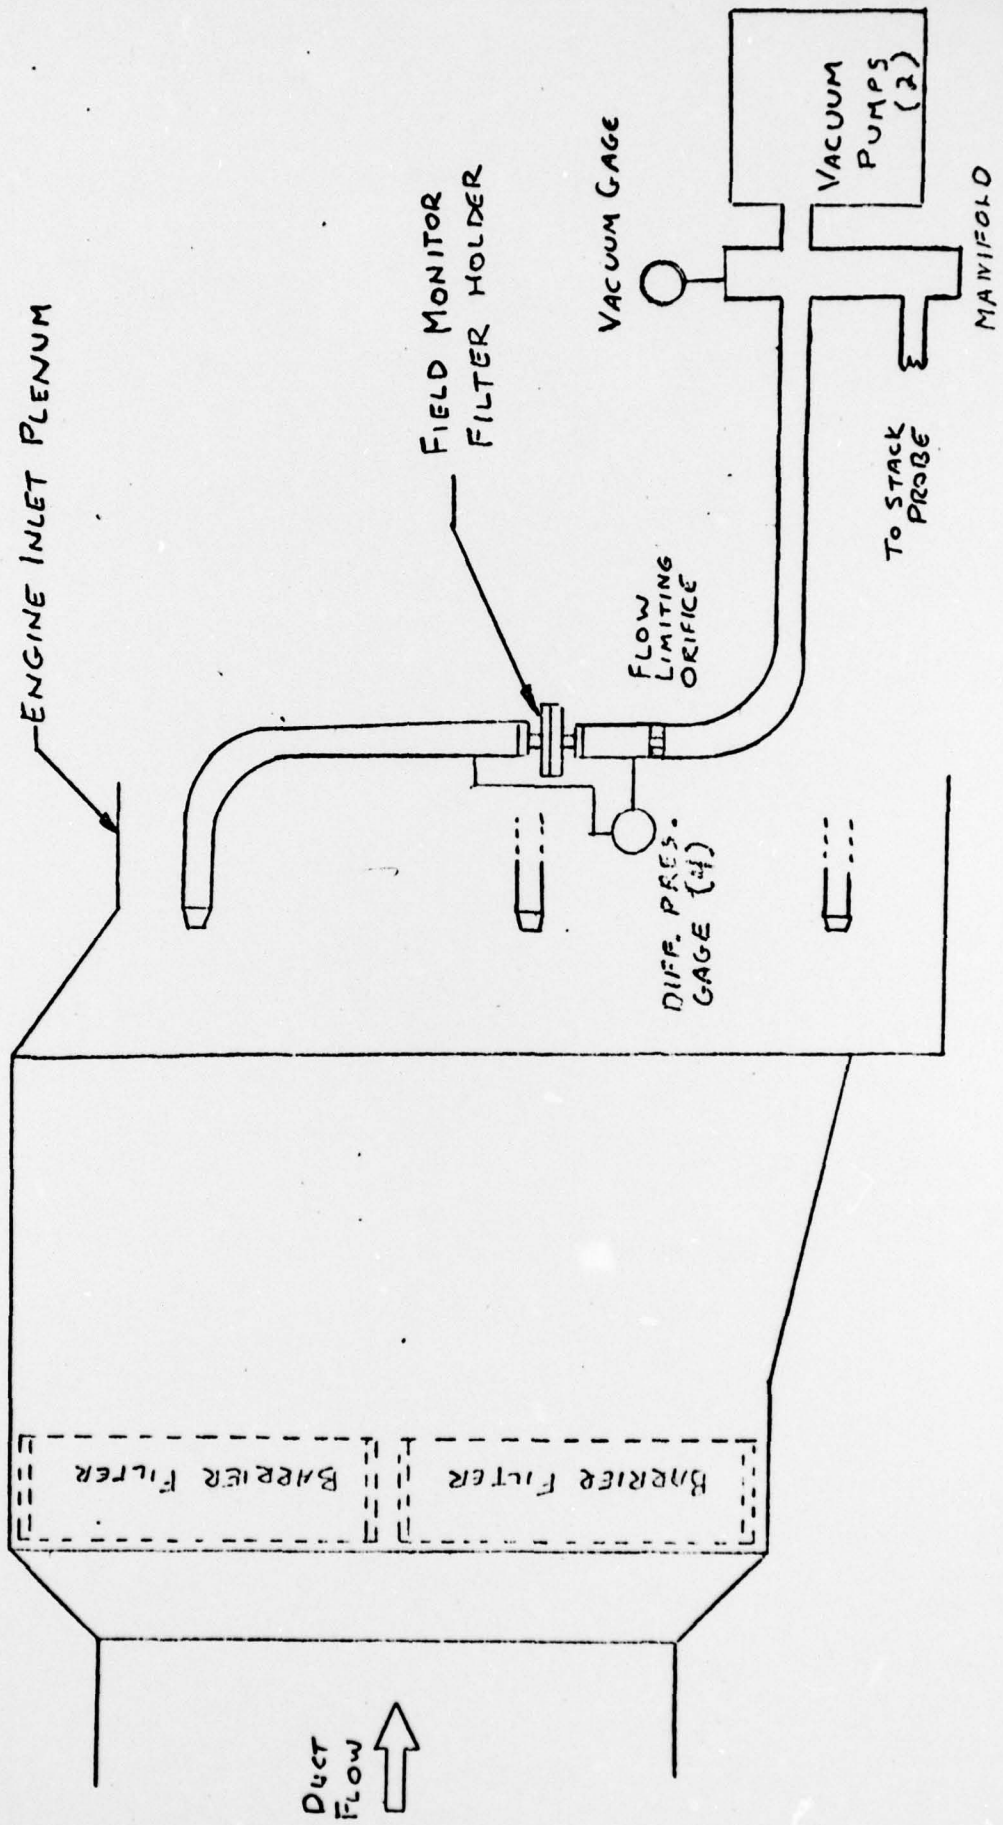 ENGINE INLET PLENUM
FIELD MONITOR
FILTER HOLDER
VACUUM GAGE
VACUUM
PUMPS
(2)
MANIFOLD
TO STACK
PROBE
FLOW
LIMITING
ORIFICE
DIFF. PRES.
GAGE (4)
BARRIER FILTER
BARRIER FILTER
DUCT
FLOW